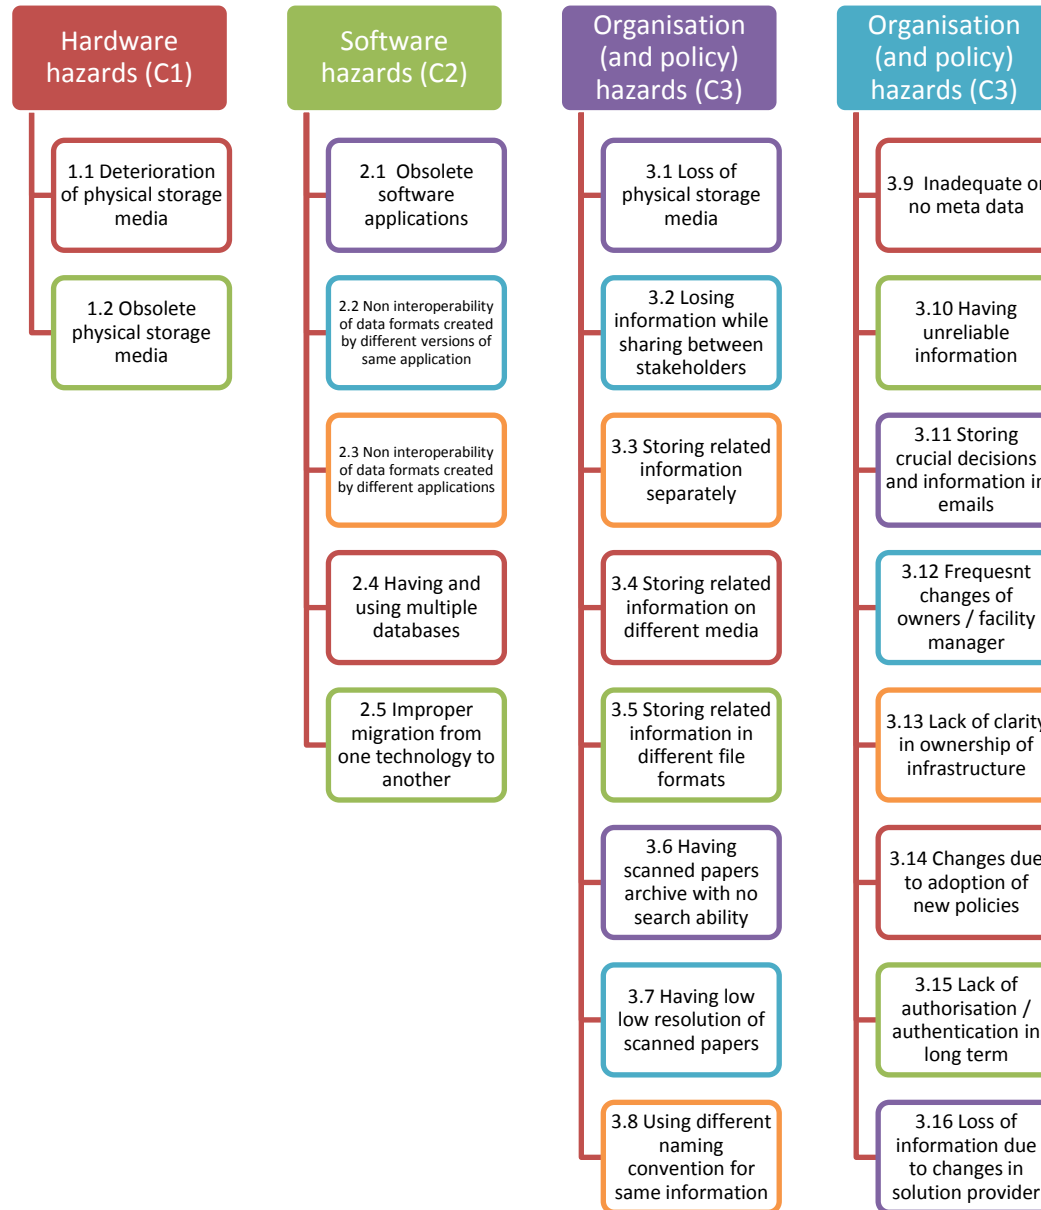 Hardware
hazards (C1)
1.1 Deterioration
of physical storage
media
1.2 Obsolete
physical storage
media
Software
hazards (C2)
2.1 Obsolete
software
applications
2.2 Non interoperability
of data formats created
by different versions of
same application
2.3 Non interoperability
of data formats created
by different applications
2.4 Having and
using multiple
databases
2.5 Improper
migration from
one technology to
another
Organisation
(and policy)
hazards (C3)
3.1 Loss of
physical storage
media
3.2 Losing
information while
sharing between
stakeholders
3.3 Storing related
information
separately
3.4 Storing related
information on
different media
3.5 Storing related
information in
different file
formats
3.6 Having
scanned papers
archive with no
search ability
3.7 Having low
low resolution of
scanned papers
3.8 Using different
naming
convention for
same information
Organisation
(and policy)
hazards (C3)
3.9 Inadequate or
no meta data
3.10 Having
unreliable
information
3.11 Storing
crucial decisions
and information in
emails
3.12 Frequesnt
changes of
owners / facility
manager
3.13 Lack of clarity
in ownership of
infrastructure
3.14 Changes due
to adoption of
new policies
3.15 Lack of
authorisation /
authentication in
long term
3.16 Loss of
information due
to changes in
solution provider